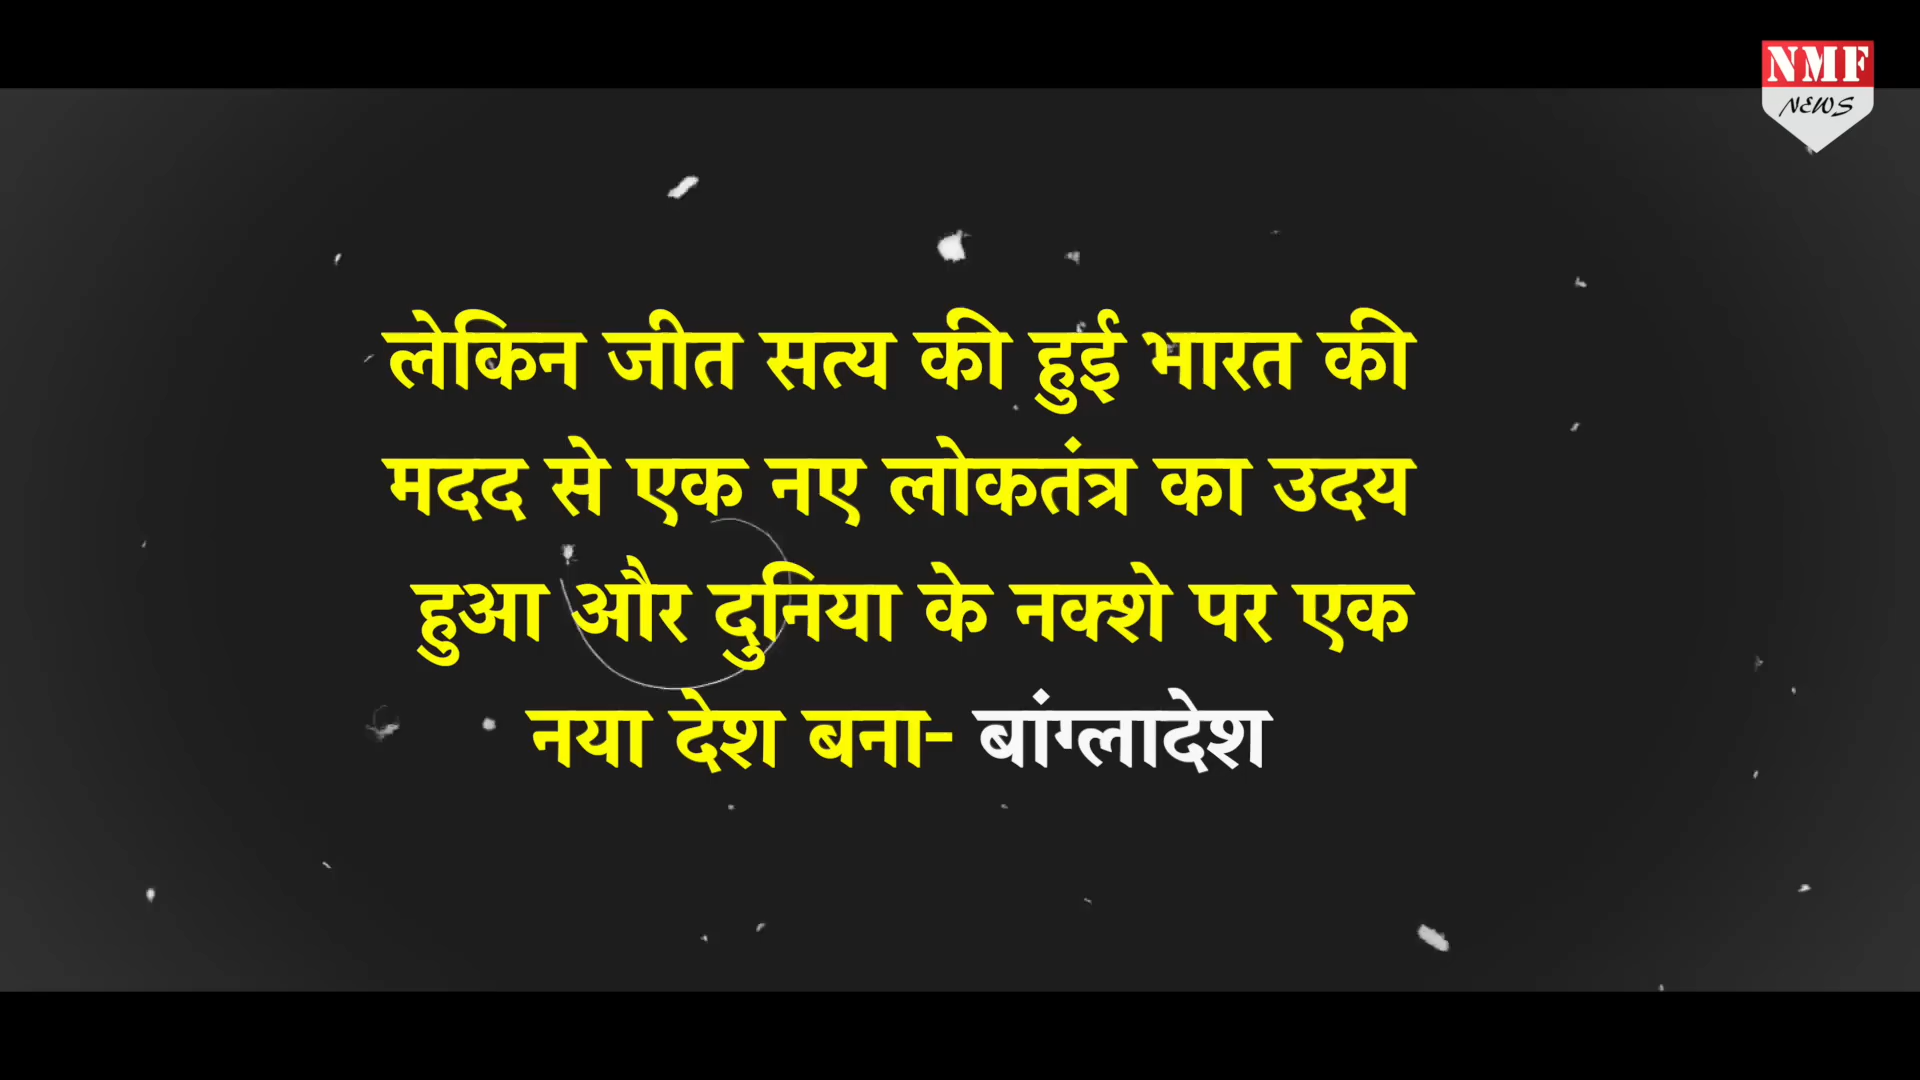 NMF
NEWS
लेकिन जीत सत्य की हुई भारत की
मदद से एक नए लोकतंत्र का उदय
हुआ और दुनिया के नक्शे पर एक
नया देश बना- बांग्लादेश